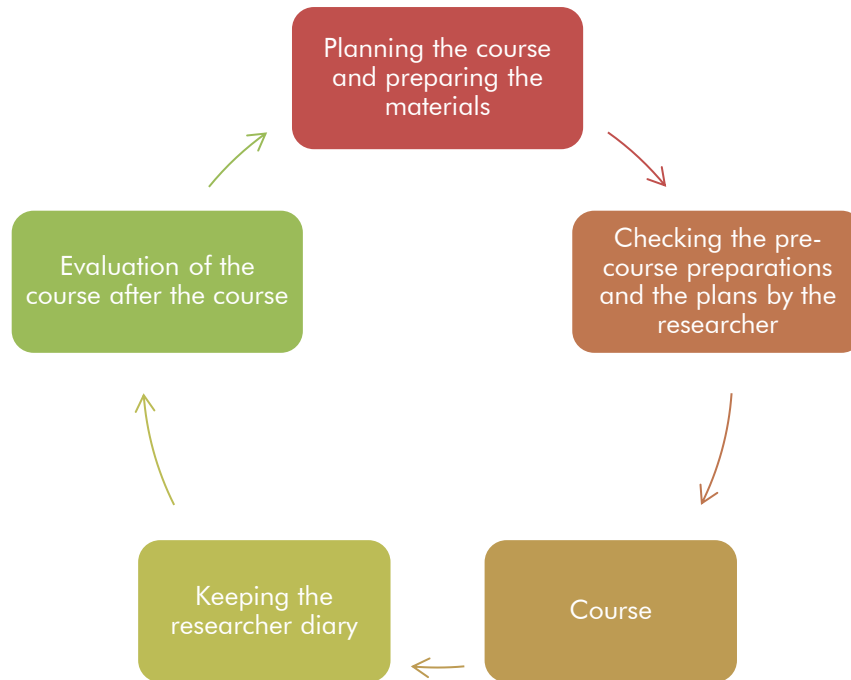 Planning the course
and preparing the
materials
Checking the pre-
course preparations
and the plans by the
researcher
Course
Keeping the
researcher diary
Evaluation of the
course after the course